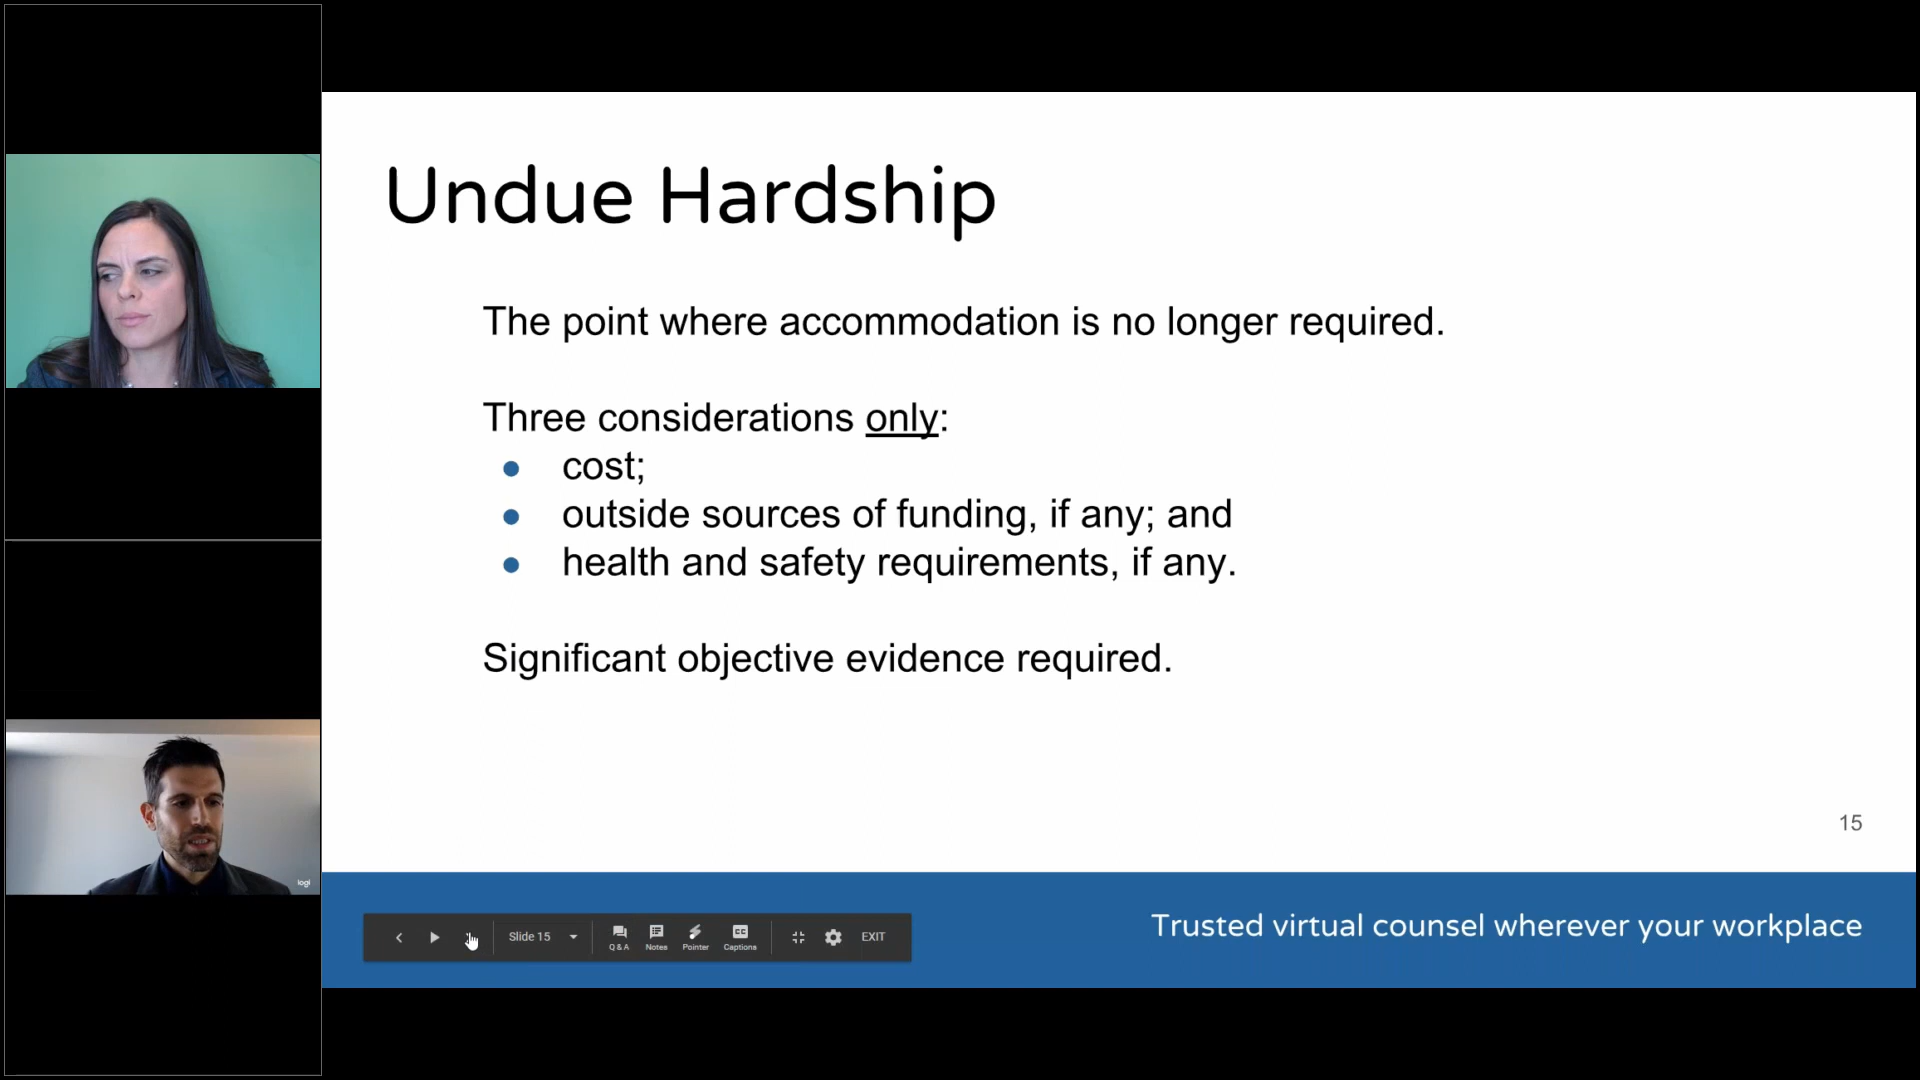 Undue Hardship
The point where accommodation is no longer required.
Three considerations only:
● cost;
● outside sources of funding, if any; and
● health and safety requirements, if any.
Significant objective evidence required.
15
Trusted virtual counsel wherever your workplace
Slide 15
Q & A
Notes
Pointer
CC
Captions
EXIT
logi